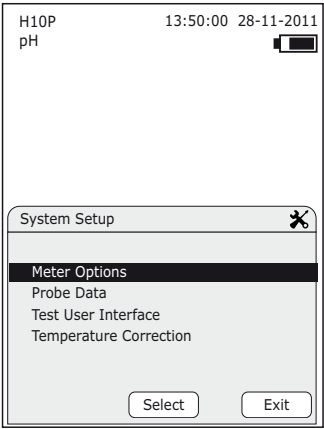 H10P 13:50:00 28-11-2011
pH
System Setup
Meter Options
Probe Data
Test User Interface
Temperature Correction
Select Exit